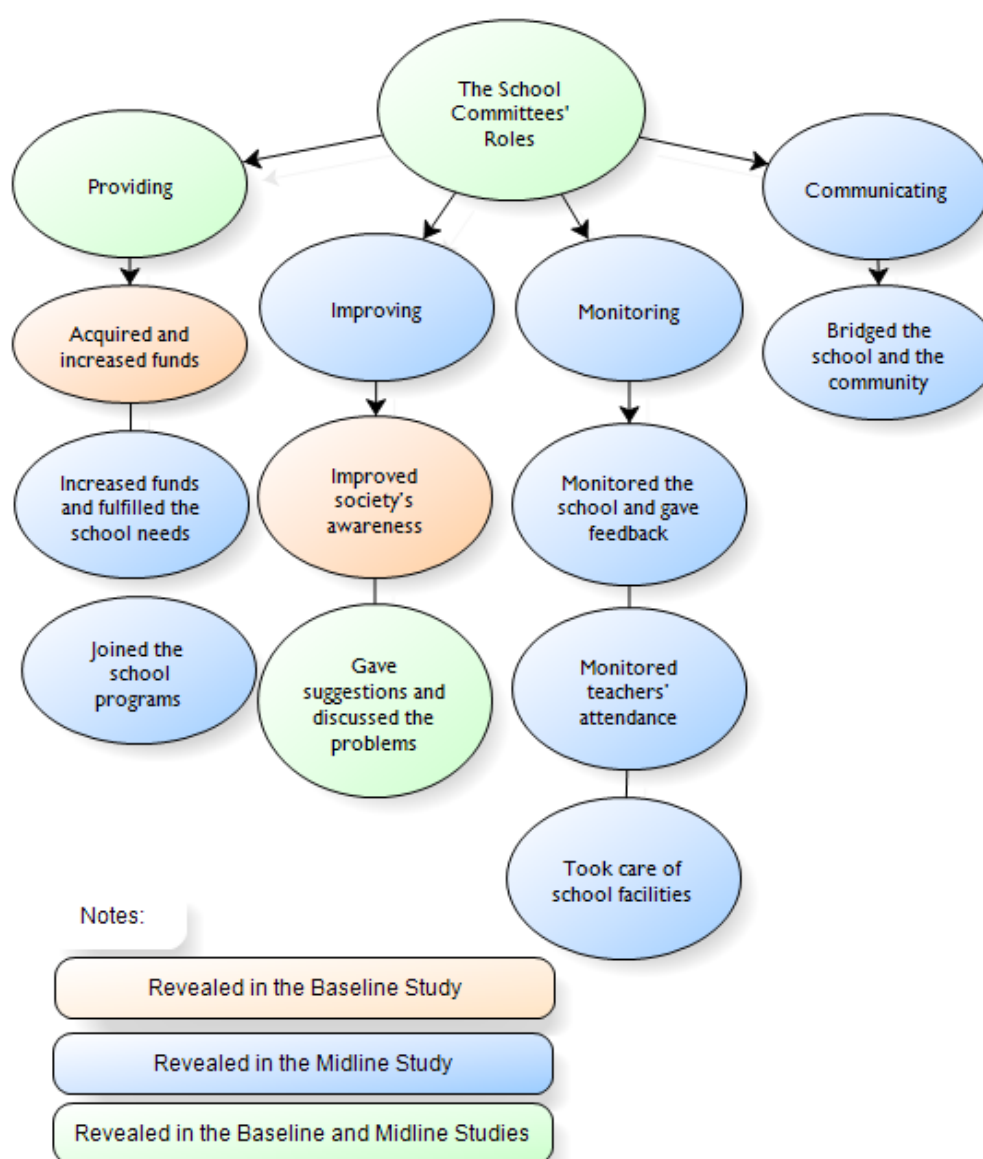 The School
Committees'
Roles
Providing
Communicating
Improving
Monitoring
Acquired and
increased funds
Bridged the
school and the
community
Increased funds
and fulfilled the
school needs
Improved
society's
awareness
Monitored the
school and gave
feedback
Joined the
school
programs
Gave
suggestions and
discussed the
problems
Monitored
teachers'
attendance
Took care of
school facilities
Notes:
Revealed in the Baseline Study
Revealed in the Midline Study
Revealed in the Baseline and Midline Studies